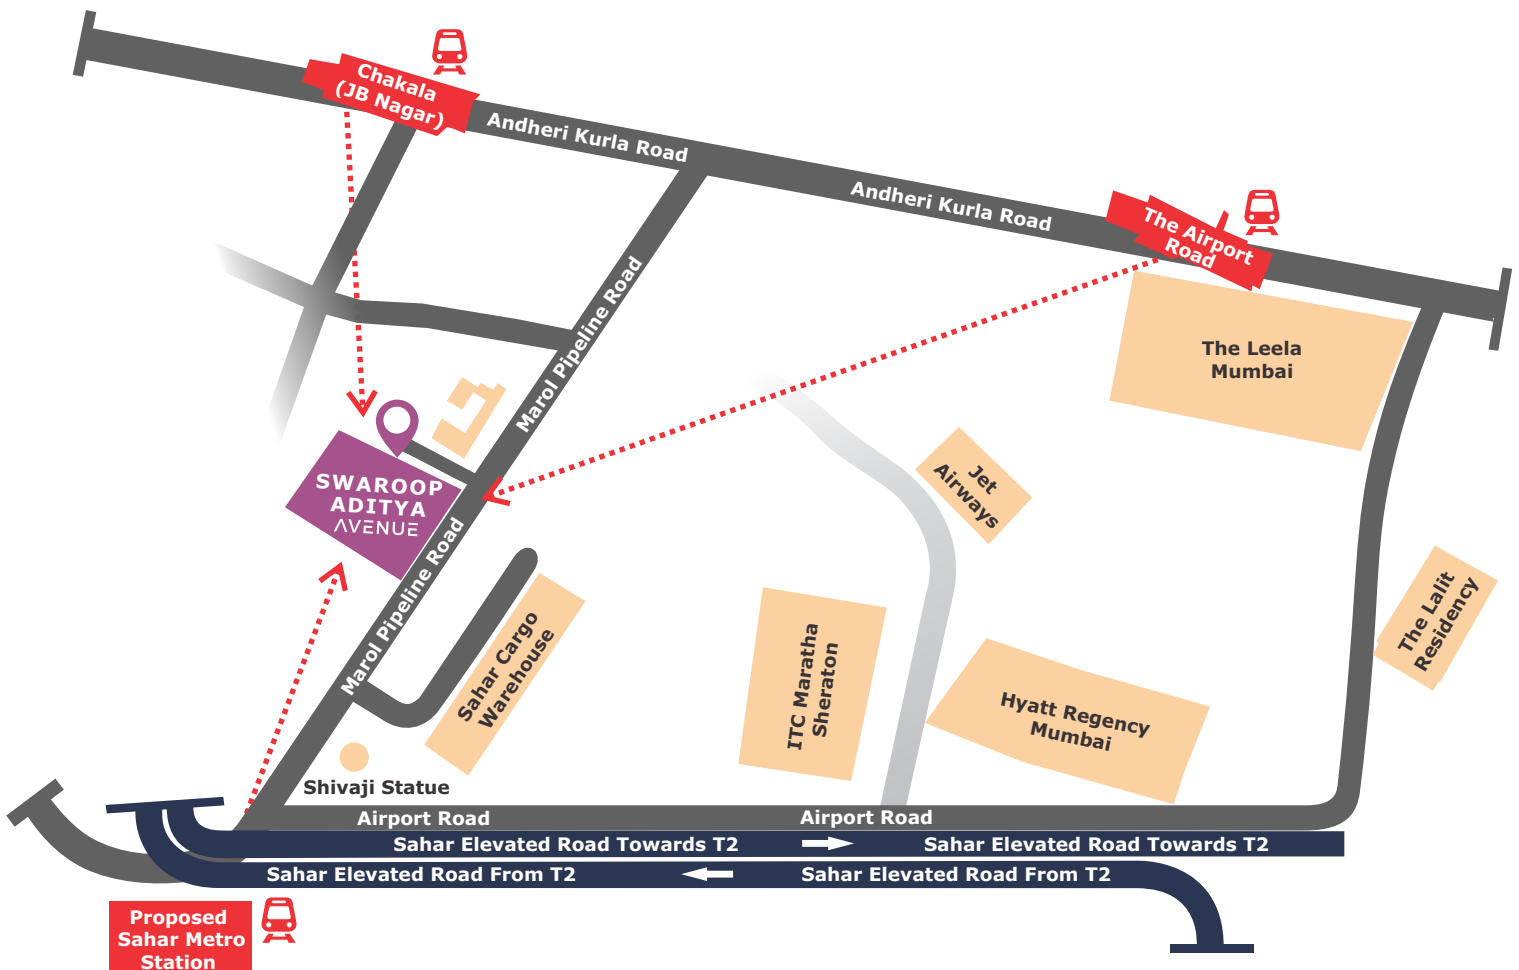 Chakala
(JB Nagar)
Andheri Kurla Road
Andheri Kurla Road
The Airport
Road
The Leela
Mumbai
Marol Pipeline Road
Jet
Airways
SWAROOP
ADITYA
AVENUE
Marol Pipeline Road
The Lalit
Residency
Sahar Cargo
Warehouse
ITC Maratha
Sheraton
Hyatt Regency
Mumbai
Shivaji Statue
Airport Road
Airport Road
Sahar Elevated Road Towards T2
Sahar Elevated Road Towards T2
Sahar Elevated Road From T2
Sahar Elevated Road From T2
Proposed
Sahar Metro
Station